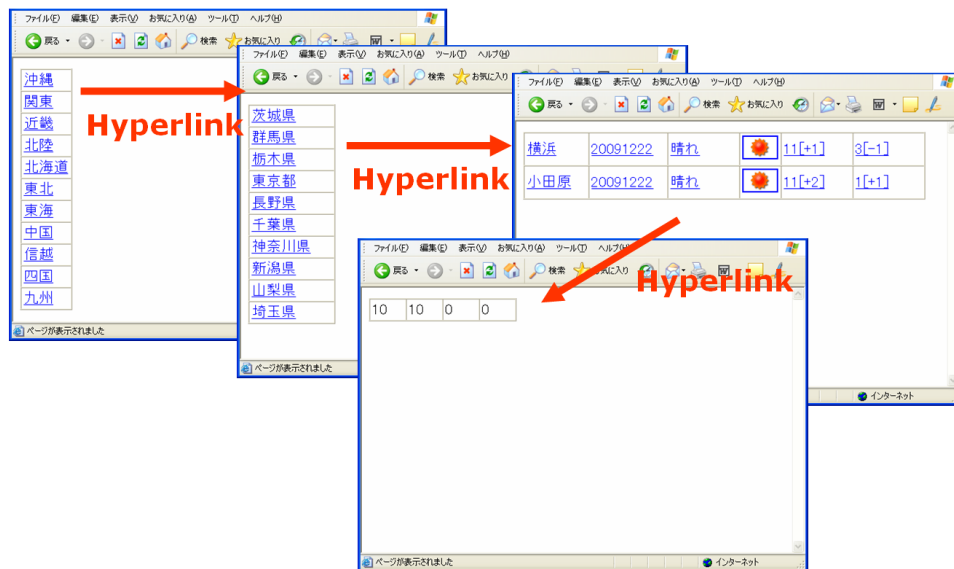 ファイル(F) 編集(E) 表示(V) お気に入り(A) ツール(T) ヘルプ(H)
戻る 検索 お気に入り
沖縄
関東
近畿
北陸
北海道
東北
東海
中国
信越
四国
九州
ページが表示されました
Hyperlink
ファイル(F) 編集(E) 表示(V) お気に入り(A) ツール(T) ヘルプ(H)
戻る 検索 お気に入り
茨城県
群馬県
栃木県
東京都
長野県
千葉県
神奈川県
新潟県
山梨県
埼玉県
ページが表示されました
Hyperlink
ファイル(F) 編集(E) 表示(V) お気に入り(A) ツール(T) ヘルプ(H)
戻る 検索 お気に入り
横浜 20091222 晴れ 11[+1] 3[-1]
小田原 20091222 晴れ 11[+2] 1[+1]
インターネット
Hyperlink
ファイル(F) 編集(E) 表示(V) お気に入り(A) ツール(T) ヘルプ(H)
戻る 検索 お気に入り
10 10 0 0
ページが表示されました インターネット